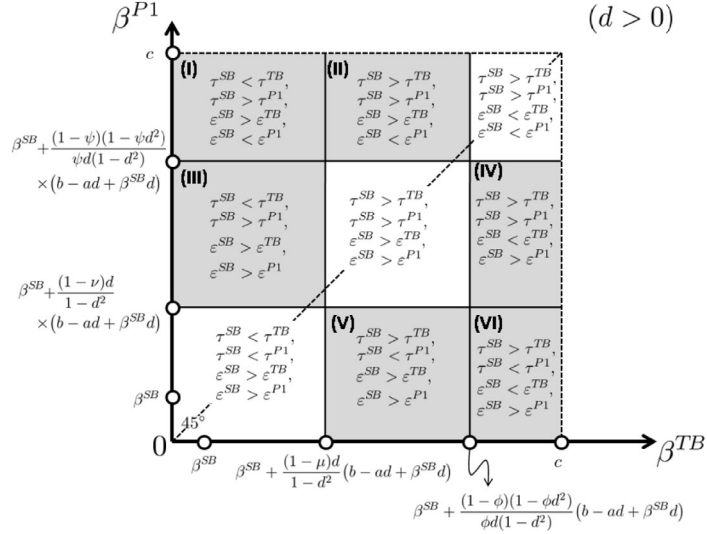 β^{P1}
(d > 0)
c
(I)
τ^{SB} < τ^{TB},
τ^{SB} > τ^{P1},
ε^{SB} > ε^{TB},
ε^{SB} < ε^{P1}
(II)
τ^{SB} > τ^{TB},
τ^{SB} > τ^{P1},
ε^{SB} > ε^{TB},
ε^{SB} < ε^{P1}
τ^{SB} > τ^{TB},
τ^{SB} > τ^{P1},
ε^{SB} < ε^{TB},
ε^{SB} < ε^{P1}
β^{SB} + \frac{(1-ψ)(1-ψd^2)}{ψd(1-d^2)}
×(b-ad+β^{SB}d)
(III)
τ^{SB} < τ^{TB},
τ^{SB} > τ^{P1},
ε^{SB} > ε^{TB},
ε^{SB} > ε^{P1}
τ^{SB} > τ^{TB},
τ^{SB} > τ^{P1},
ε^{SB} > ε^{TB},
ε^{SB} > ε^{P1}
(IV)
τ^{SB} > τ^{TB},
τ^{SB} > τ^{P1},
ε^{SB} < ε^{TB},
ε^{SB} > ε^{P1}
β^{SB} + \frac{(1-ν)d}{1-d^2}
×(b-ad+β^{SB}d)
τ^{SB} < τ^{TB},
τ^{SB} < τ^{P1},
ε^{SB} > ε^{TB},
ε^{SB} > ε^{P1}
(V)
τ^{SB} > τ^{TB},
τ^{SB} < τ^{P1},
ε^{SB} > ε^{TB},
ε^{SB} > ε^{P1}
(VI)
τ^{SB} > τ^{TB},
τ^{SB} < τ^{P1},
ε^{SB} < ε^{TB},
ε^{SB} > ε^{P1}
β^{SB}
45°
0
β^{SB}
β^{SB} + \frac{(1-μ)d}{1-d^2}(b-ad+β^{SB}d)
c
β^{TB}
β^{SB} + \frac{(1-φ)(1-φd^2)}{φd(1-d^2)}(b-ad+β^{SB}d)